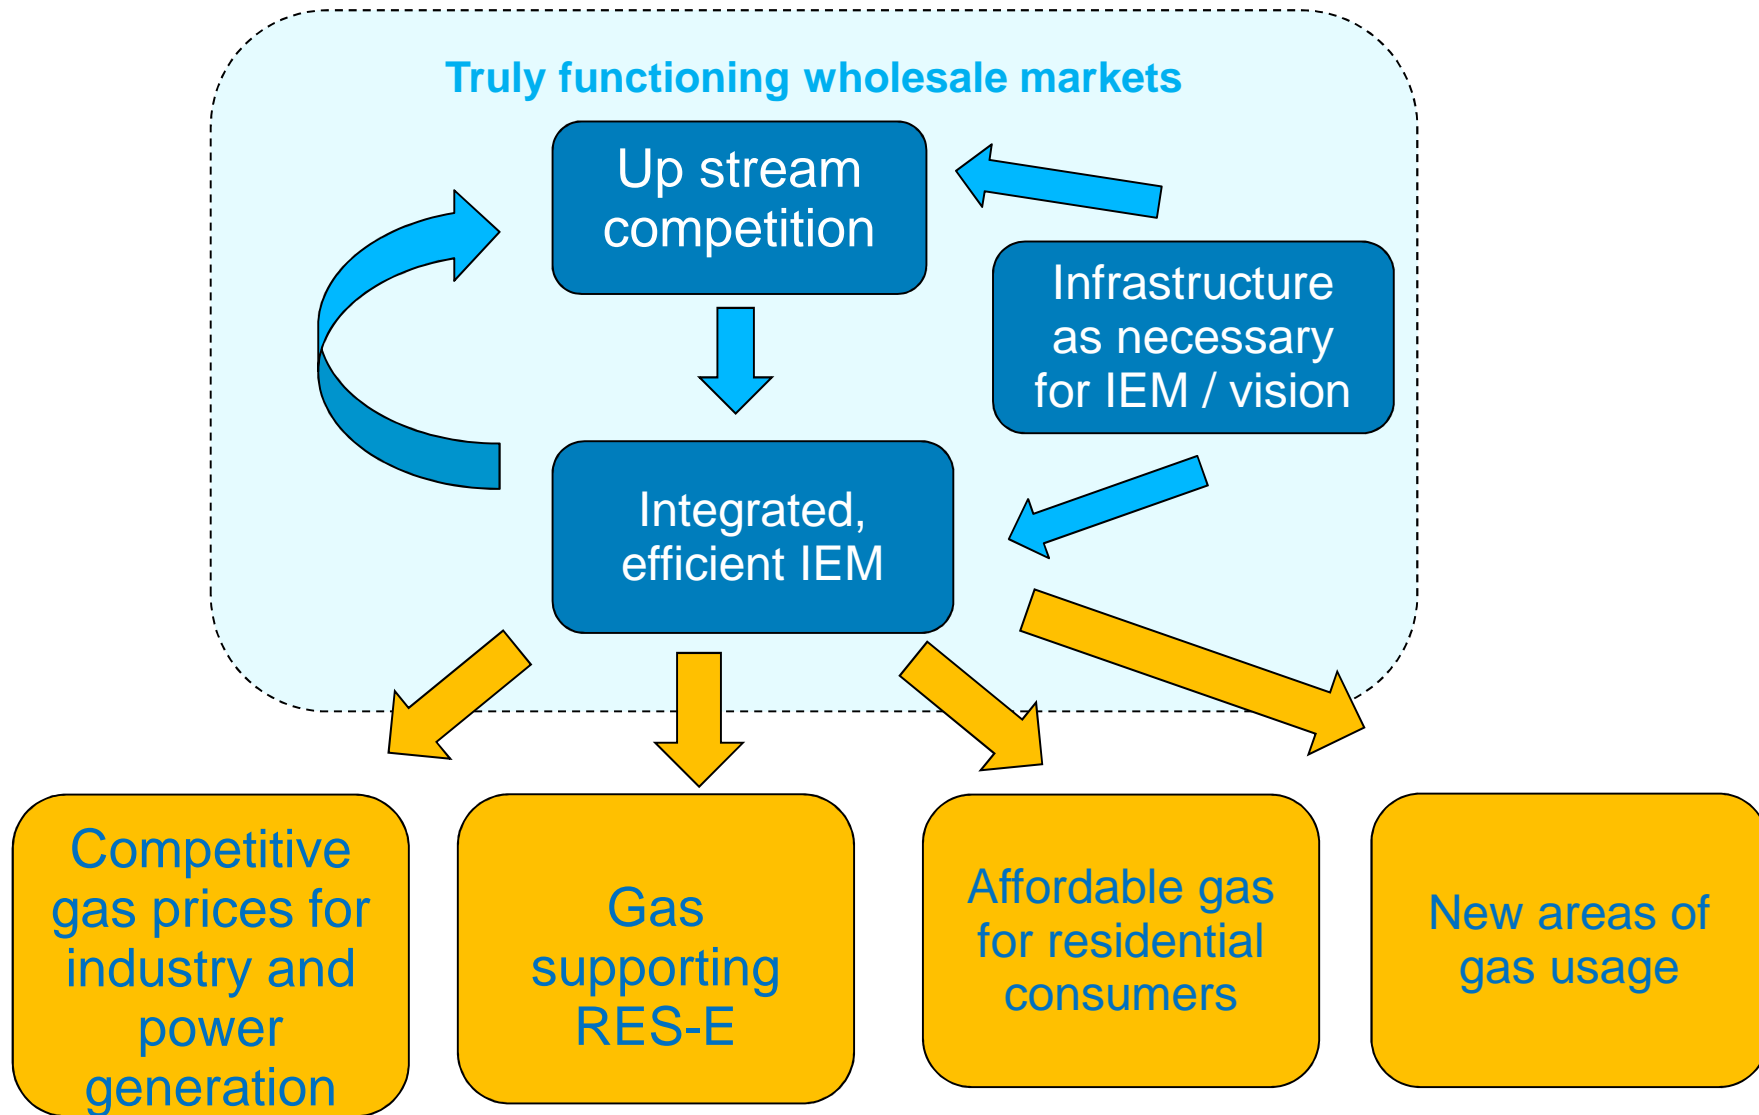 Truly functioning wholesale markets
Up stream
competition
Infrastructure
as necessary
for IEM / vision
Integrated,
efficient IEM
Competitive
gas prices for
industry and
power
generation
Gas
supporting
RES-E
Affordable gas
for residential
consumers
New areas of
gas usage